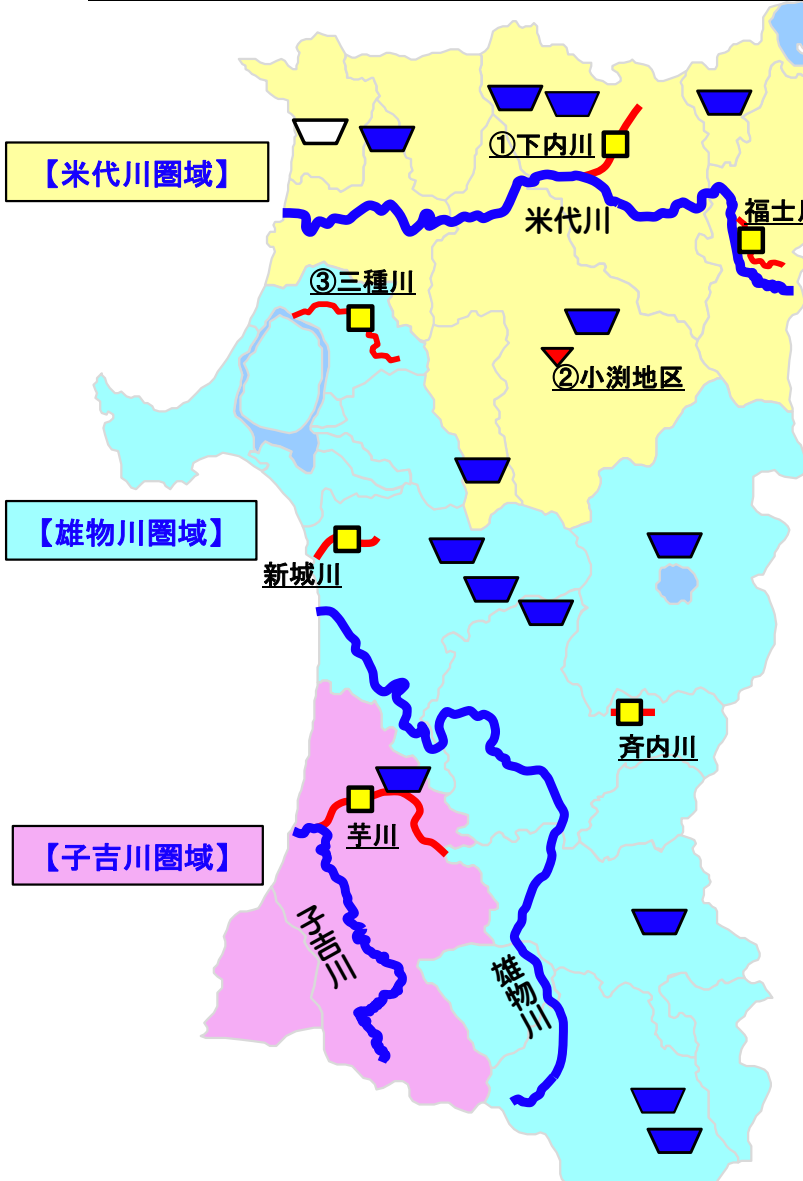 ①下内川
【米代川圏域】
米代川
福士川
③三種川
②小渕地区
【雄物川圏域】
新城川
斉内川
芋川
【子吉川圏域】
子吉川
雄物川